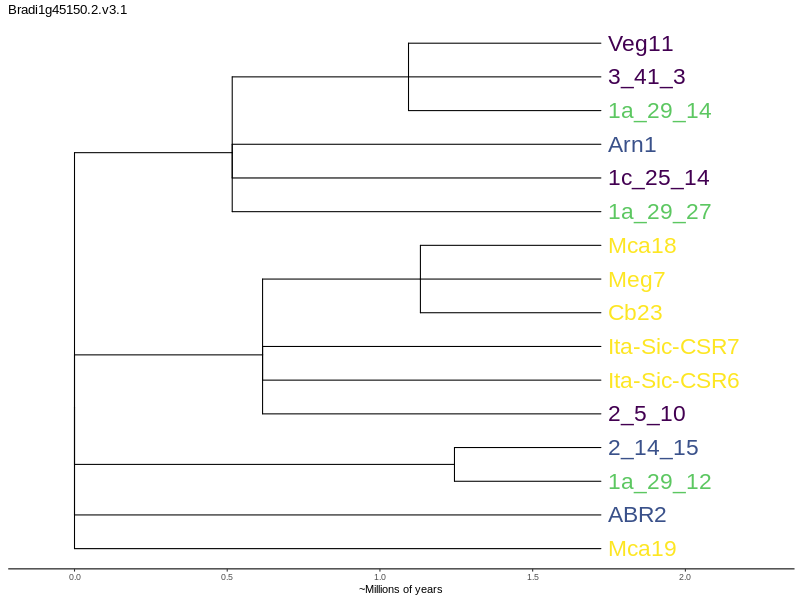 Bradi1g45150.2.v3.1
Veg11
3_41_3
1a_29_14
Arn1
1c_25_14
1a_29_27
Mca18
Meg7
Cb23
Ita-Sic-CSR7
Ita-Sic-CSR6
2_5_10
2_14_15
1a_29_12
ABR2
Mca19
0.0 0.5 1.0 1.5 2.0
~Millions of years